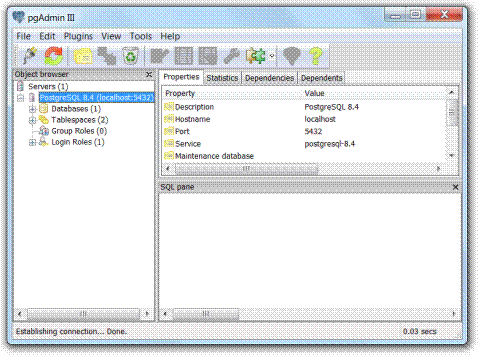 pgAdmin III
File Edit Plugins View Tools Help
Object browser
Servers (1)
PostgreSQL 8.4 (localhost:5432)
Databases (1)
Tablespaces (2)
Group Roles (0)
Login Roles (1)
Properties Statistics Dependencies Dependents
Property Value
Description PostgreSQL 8.4
Hostname localhost
Port 5432
Service postgresql-8.4
Maintenance database
SQL pane
Establishing connection... Done. 0.03 secs